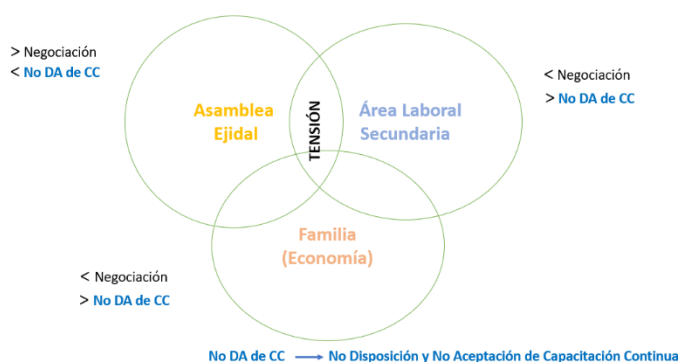 > Negociación
< No DA de CC
Asamblea
Ejidal
TENSIÓN
Área Laboral
Secundaria
< Negociación
> No DA de CC
Familia
(Economía)
< Negociación
> No DA de CC
No DA de CC → No Disposición y No Aceptación de Capacitación Continua